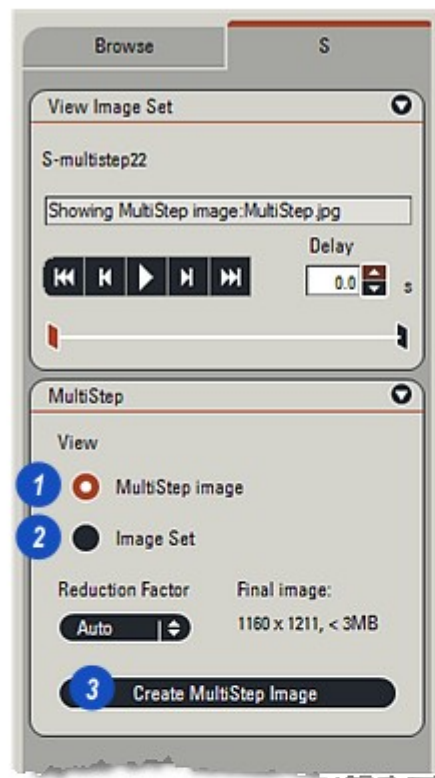 Browse S
View Image Set
S-multistep22
Showing MultiStep image:MultiStep.jpg
Delay
0.0 s
MultiStep
View
1 MultiStep image
2 Image Set
Reduction Factor Final image:
Auto 1160 x 1211, < 3MB
3 Create MultiStep Image